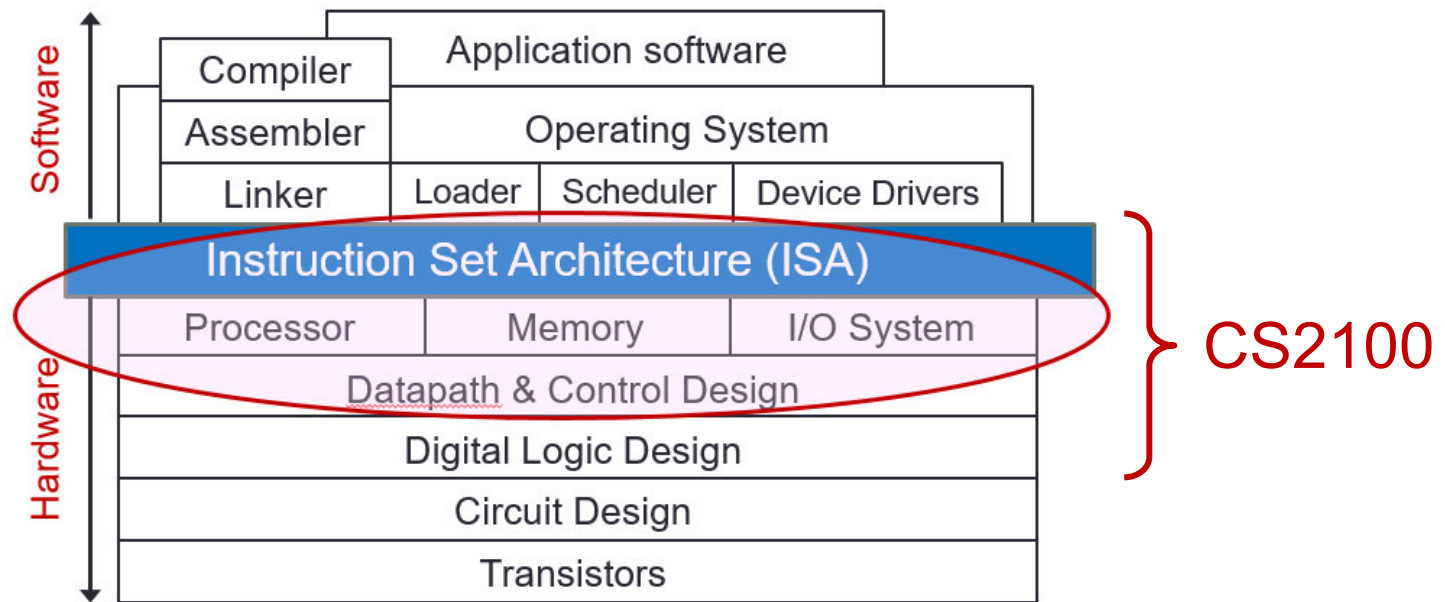 Software
Hardware
Application software
Compiler
Assembler
Operating System
Linker
Loader
Scheduler
Device Drivers
Instruction Set Architecture (ISA)
Processor
Memory
I/O System
Datapath & Control Design
Digital Logic Design
Circuit Design
Transistors
CS2100